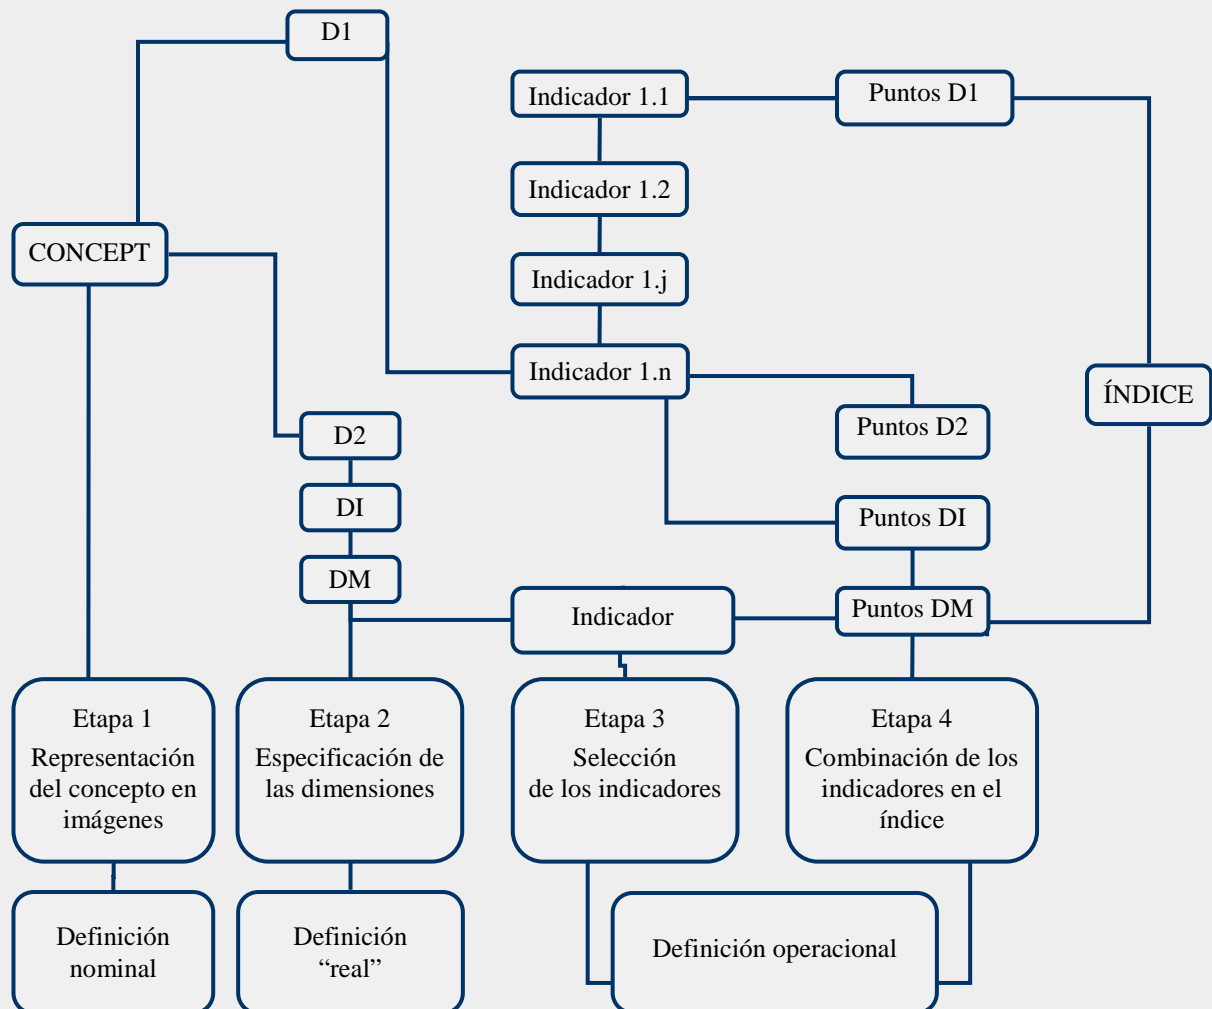 D1
Indicador 1.1
Puntos D1
Indicador 1.2
CONCEPT
Indicador 1.j
Indicador 1.n
ÍNDICE
D2
Puntos D2
DI
Puntos DI
DM
Indicador
Puntos DM
Etapa 1
Representación
del concepto en
imágenes
Etapa 2
Especificación de
las dimensiones
Etapa 3
Selección
de los indicadores
Etapa 4
Combinación de los
indicadores en el
índice
Definición
nominal
Definición
“real”
Definición operacional